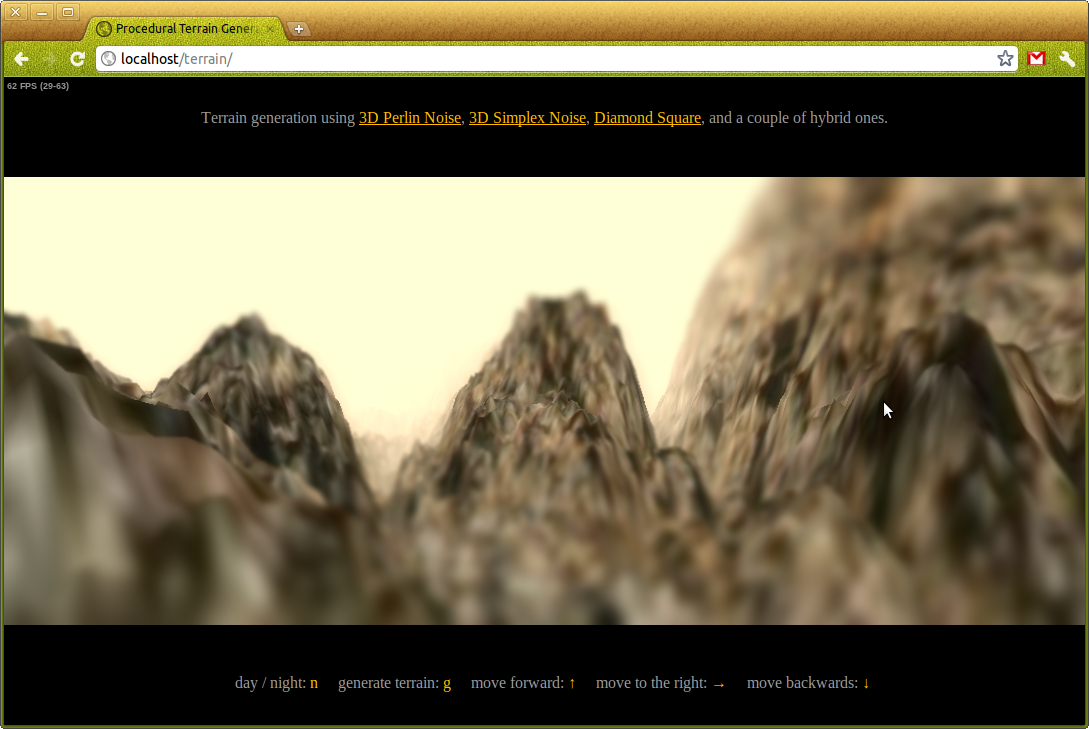 Procedural Terrain Gener
localhost/terrain/
62 FPS (29-63)
Terrain generation using 3D Perlin Noise, 3D Simplex Noise, Diamond Square, and a couple of hybrid ones.
day / night: n generate terrain: g move forward: ↑ move to the right: → move backwards: ↓